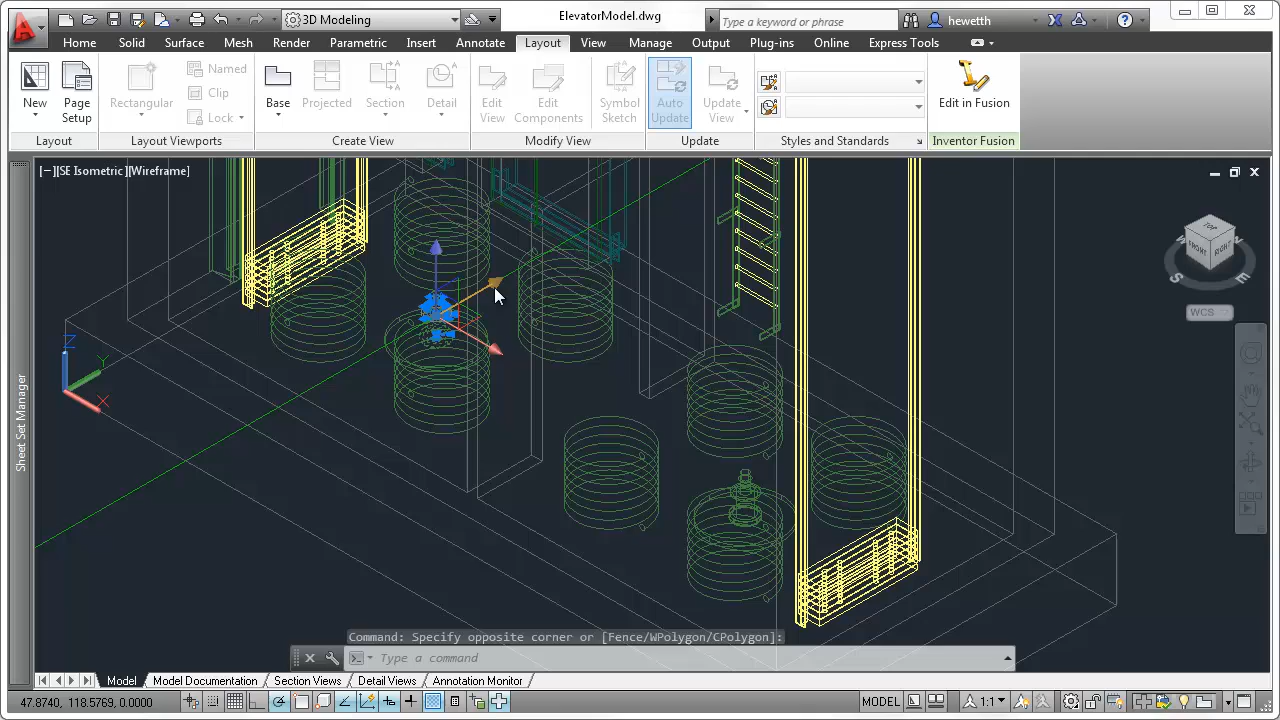 3D Modeling
ElevatorModel.dwg
Type a keyword or phrase
hewetth
Home Solid Surface Mesh Render Parametric Insert Annotate Layout View Manage Output Plug-ins Online Express Tools
New
Page Setup
Layout
Rectangular
Named
Clip
Lock
Layout Viewports
Base
Projected
Section
Detail
Create View
Edit View
Edit Components
Symbol Sketch
Modify View
Auto Update
Update View
Update
Styles and Standards
Edit in Fusion
Inventor Fusion
[−][SE Isometric][Wireframe]
TOP
FRONT
RIGHT
S
E
WCS
Z
Y
X
Sheet Set Manager
Command: Specify opposite corner or [Fence/WPolygon/CPolygon]:
Type a command
Model Model Documentation Section Views Detail Views Annotation Monitor
47.8740, 118.5769, 0.0000
MODEL
1:1